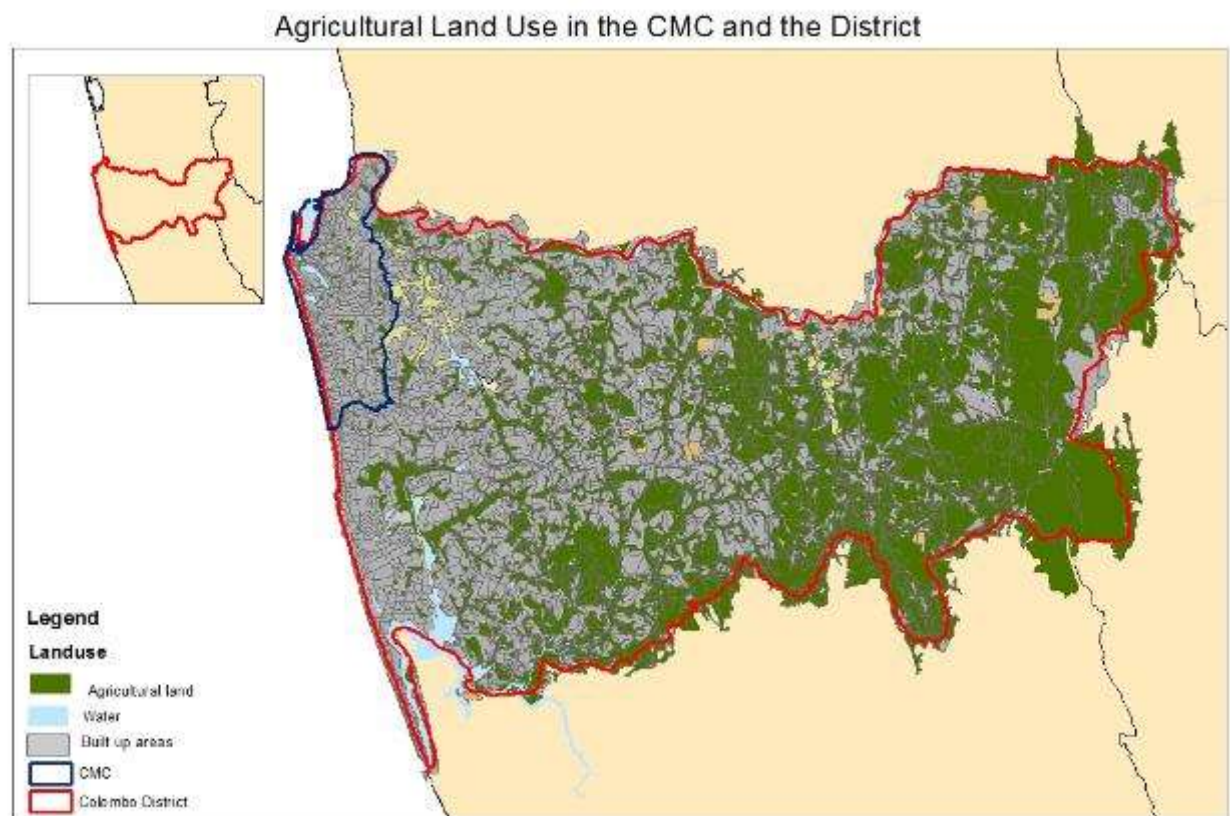 Agricultural Land Use in the CMC and the District
Legend
Landuse
Agricultural land
Water
Built up areas
CMC
Colombo District